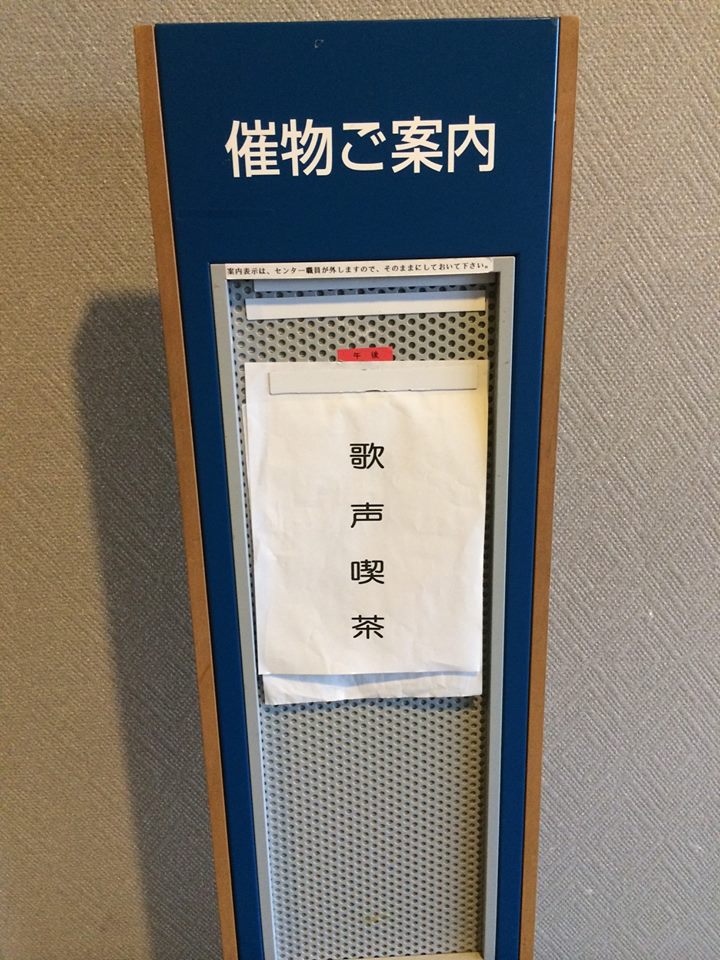 催物ご案内
案内表示は、センター職員が外しますので、そのままにしておいて下さい。
午後
歌声喫茶